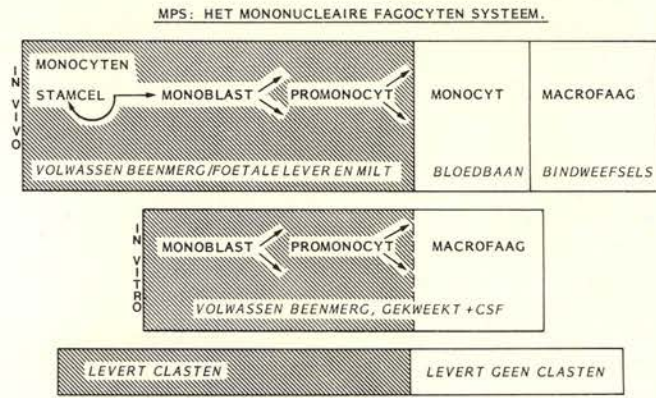 MPS: HET MONONUCLEAIRE FAGOCYTEN SYSTEEM.
IN VIVO
MONOCYTEN
STAMCEL
MONOBLAST
PROMONOCYT
MONOCYT
MACROFAAG
VOLWASSEN BEENMERG/FOETALE LEVER EN MILT
BLOEDBAAN
BINDWEEFSELS
IN VITRO
MONOBLAST
PROMONOCYT
MACROFAAG
VOLWASSEN BEENMERG, GEKWEEKT +CSF
LEVERT CLASTEN
LEVERT GEEN CLASTEN